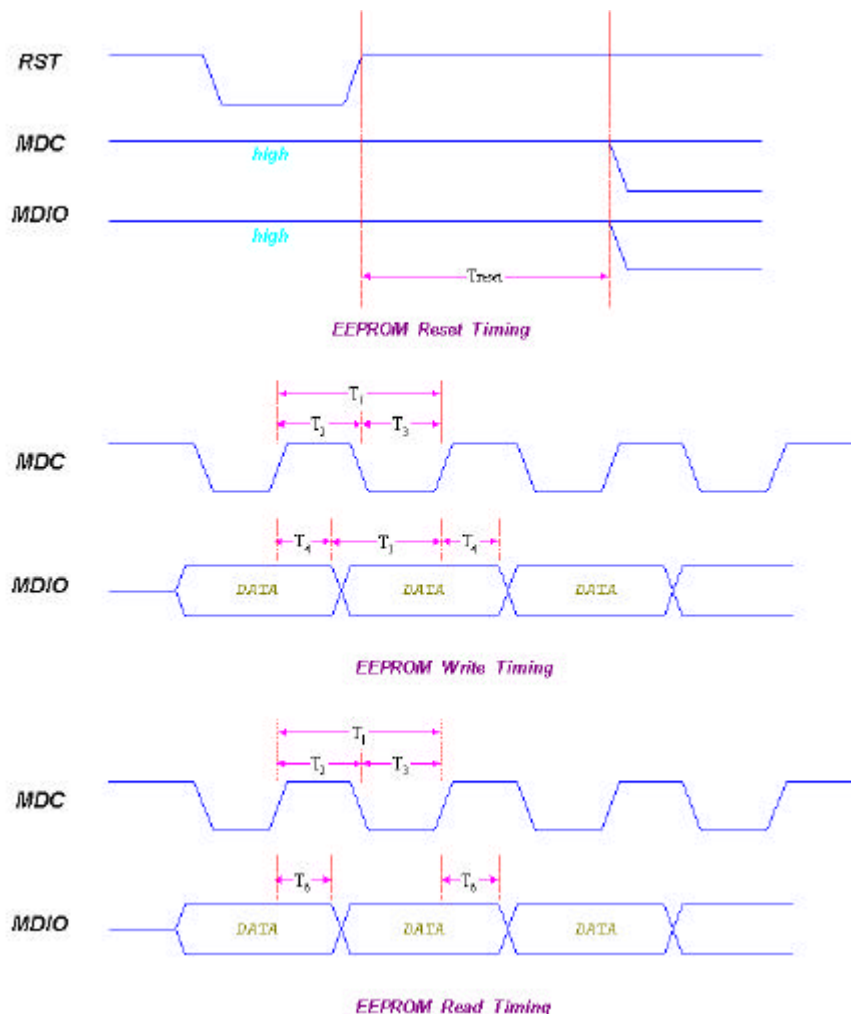 RST
MDC
high
MDIO
high
Treset
EEPROM Reset Timing
T1
T2 T3
MDC
T4 T4
MDIO
DATA DATA DATA
EEPROM Write Timing
T1
T2 T3
MDC
T6 T6
MDIO
DATA DATA DATA
EEPROM Read Timing